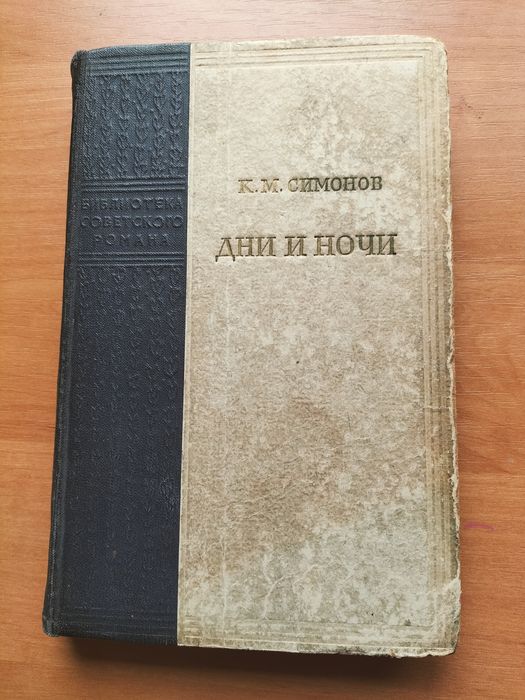 БИБЛИОТЕКА
СОВЕТСКОГО
РОМАНА
К. М. СИМОНОВ
ДНИ И НОЧИ